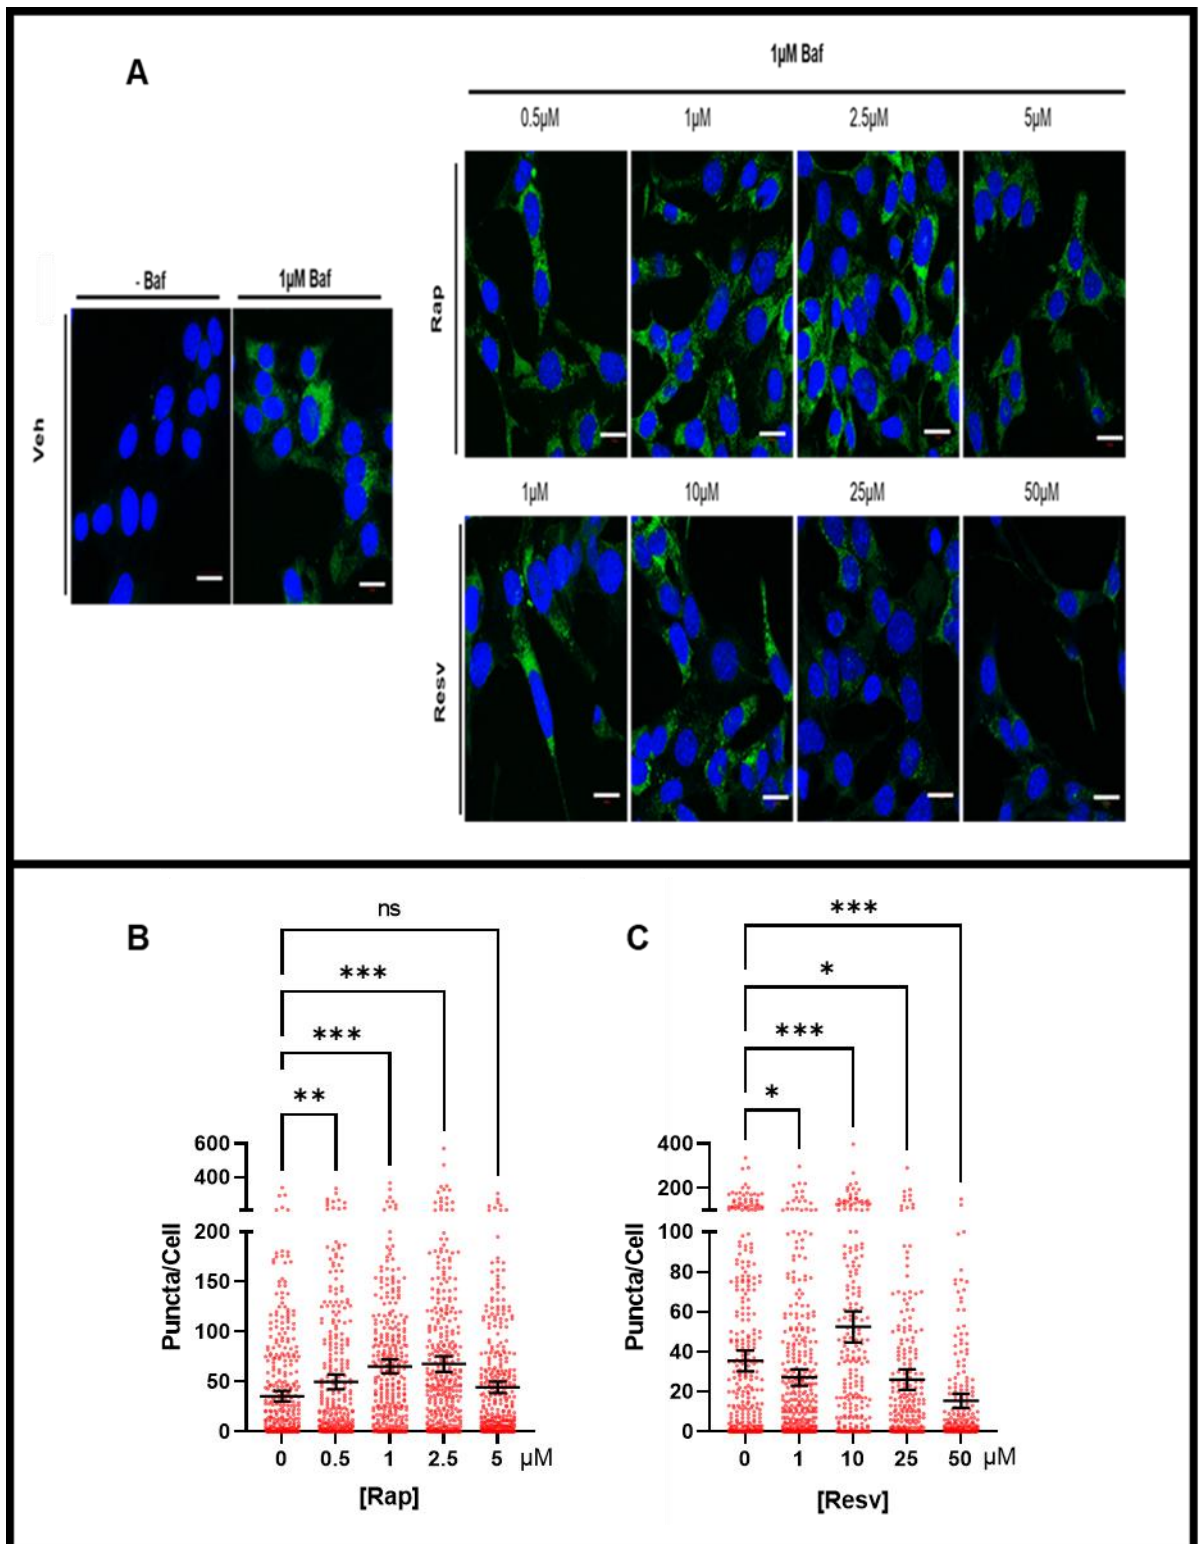 A
1µM Baf
0.5µM 1µM 2.5µM 5µM
Rap
- Baf 1µM Baf
Veh
1µM 10µM 25µM 50µM
Resv
B
ns
***
***
**
600
400
200
150
100
50
0
Puncta/Cell
0 0.5 1 2.5 5 µM
[Rap]
C
***
*
***
*
400
200
100
80
60
40
20
0
Puncta/Cell
0 1 10 25 50 µM
[Resv]